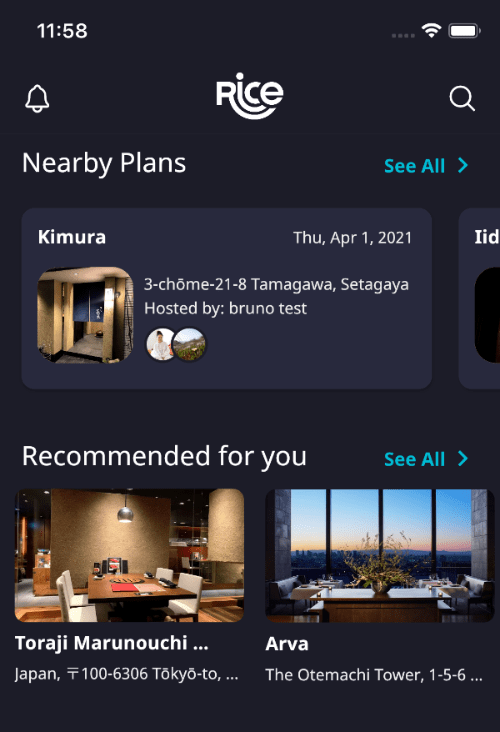 11:58
Rice
Nearby Plans
See All
Kimura
Thu, Apr 1, 2021
3-chōme-21-8 Tamagawa, Setagaya
Hosted by: bruno test
Iid
Recommended for you
See All
Toraji Marunouchi ...
Japan, 〒100-6306 Tōkyō-to, ...
Arva
The Otemachi Tower, 1-5-6 ...